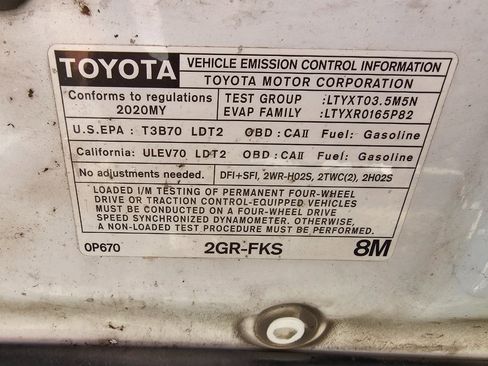 TOYOTA
VEHICLE EMISSION CONTROL INFORMATION
TOYOTA MOTOR CORPORATION
Conforms to regulations
2020MY
TEST GROUP :LTYXT03.5M5N
EVAP FAMILY :LTYXR0165P82
U.S.EPA : T3B70 LDT2 OBD :CAⅡ Fuel: Gasoline
California: ULEV70 LDT2 OBD :CAⅡ Fuel: Gasoline
No adjustments needed. DFI+SFI, 2WR-HO2S, 2TWC(2), 2HO2S
LOADED I/M TESTING OF PERMANENT FOUR-WHEEL
DRIVE OR TRACTION CONTROL-EQUIPPED VEHICLES
MUST BE CONDUCTED ON A FOUR-WHEEL DRIVE
SPEED SYNCHRONIZED DYNAMOMETER. OTHERWISE,
A NON-LOADED TEST PROCEDURE MUST BE USED.
0P670 2GR-FKS 8M